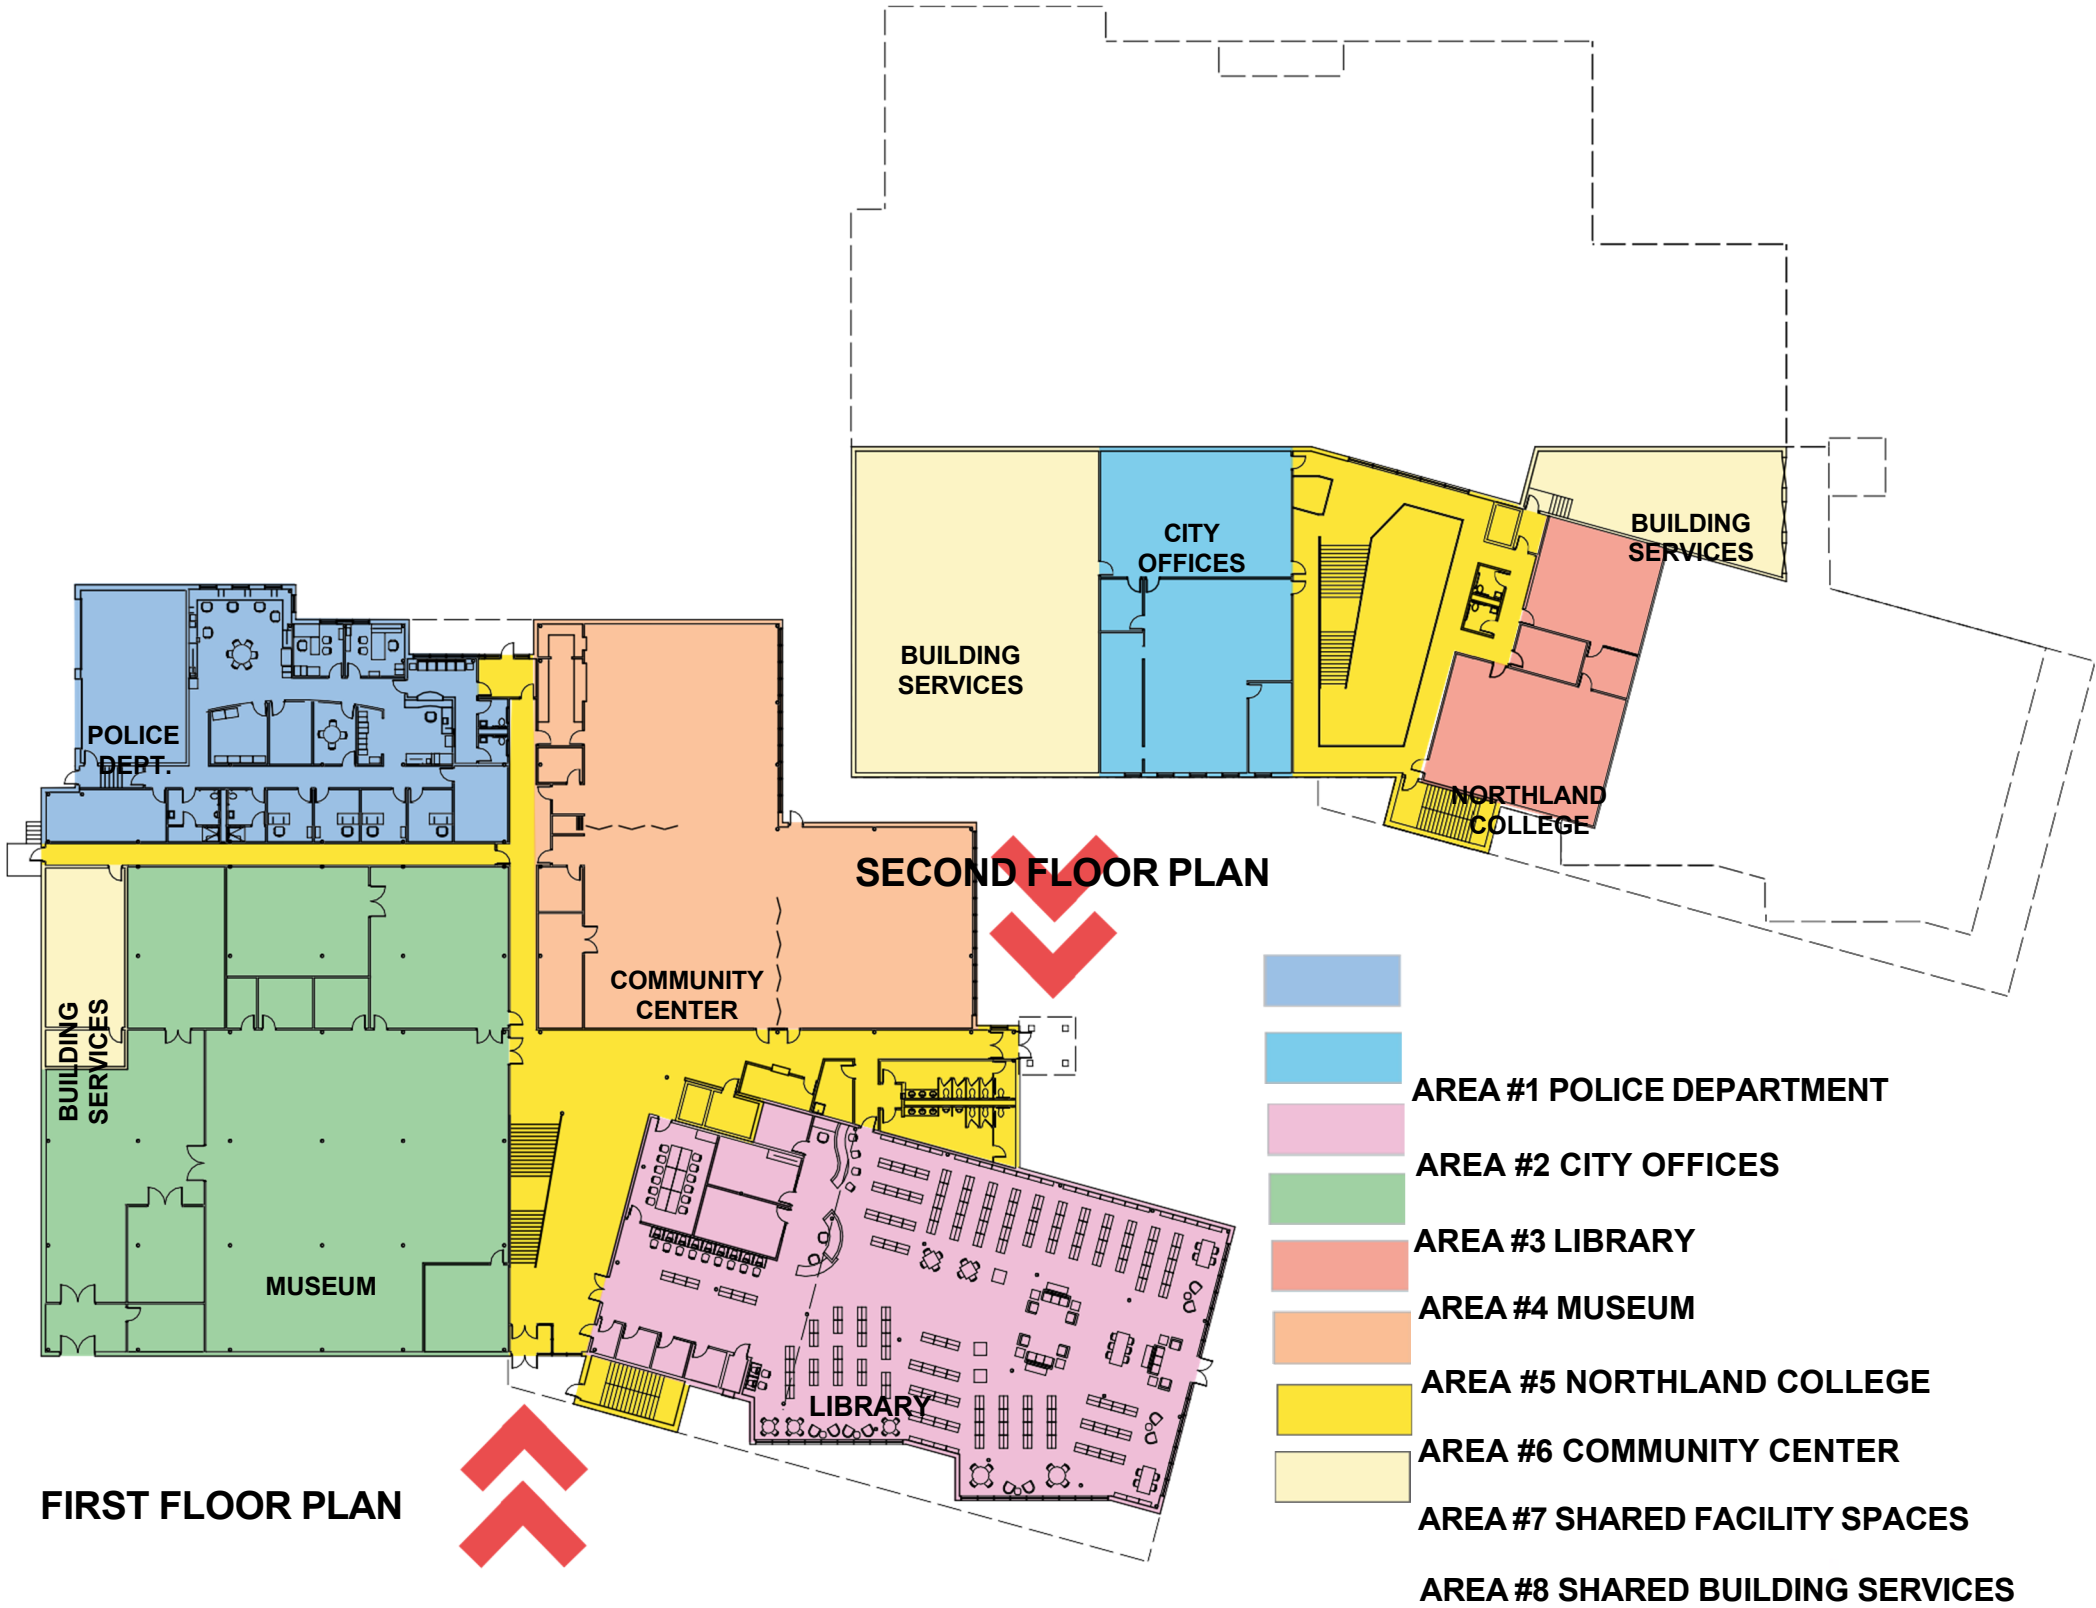 CITY
OFFICES
BUILDING
SERVICES
BUILDING
SERVICES
NORTHLAND
COLLEGE
SECOND FLOOR PLAN
POLICE
DEPT.
COMMUNITY
CENTER
BUILDING
SERVICES
MUSEUM
LIBRARY
FIRST FLOOR PLAN
AREA #1 POLICE DEPARTMENT
AREA #2 CITY OFFICES
AREA #3 LIBRARY
AREA #4 MUSEUM
AREA #5 NORTHLAND COLLEGE
AREA #6 COMMUNITY CENTER
AREA #7 SHARED FACILITY SPACES
AREA #8 SHARED BUILDING SERVICES